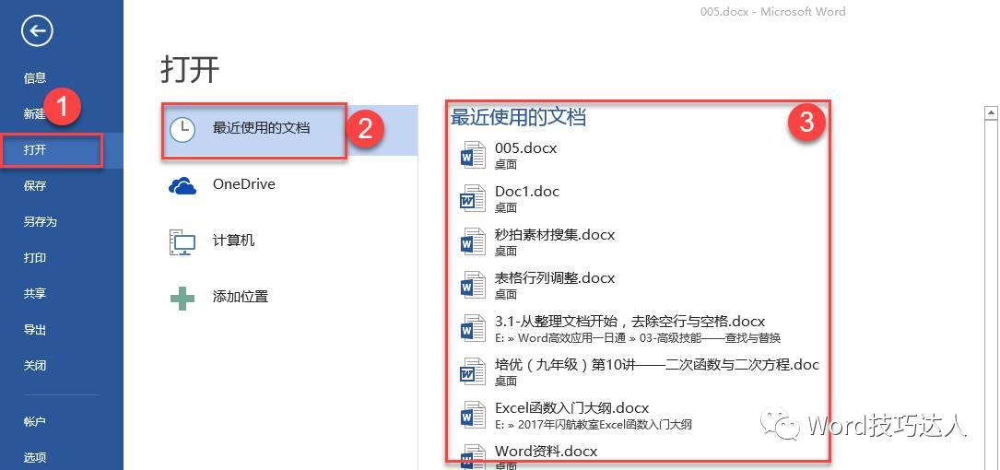 005.docx - Microsoft Word
信息
新建
1
打开
保存
另存为
打印
共享
导出
关闭
帐户
选项
打开
最近使用的文档
2
OneDrive
计算机
添加位置
最近使用的文档
3
005.docx
桌面
Doc1.doc
桌面
秒拍素材搜集.docx
桌面
表格行列调整.docx
桌面
3.1-从整理文档开始，去除空行与空格.docx
E: » Word高效应用一日通 » 03-高级技能——查找与替换
培优（九年级）第10讲——二次函数与二次方程.doc
桌面
Excel函数入门大纲.docx
E: » 2017年闪航教室Excel函数入门大纲
Word资料.docx
桌面
Word技巧达人